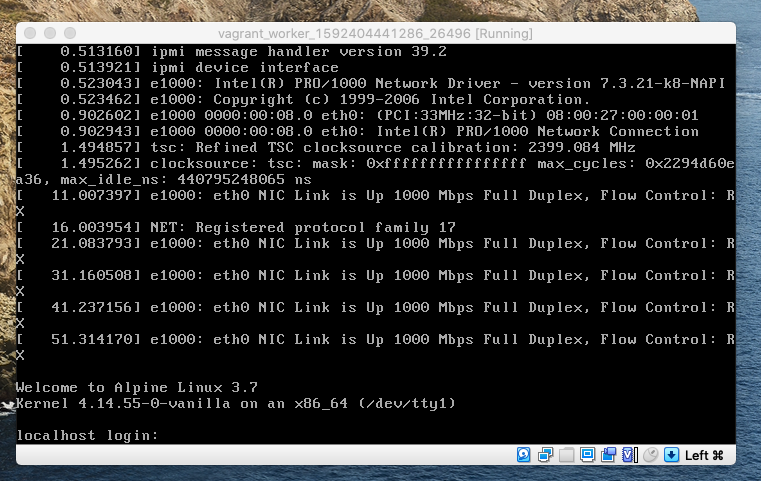 vagrant_worker_1592404441286_26496 [Running]
[    0.513160] ipmi message handler version 39.2
[    0.513921] ipmi device interface
[    0.523043] e1000: Intel(R) PRO/1000 Network Driver - version 7.3.21-k8-NAPI
[    0.523462] e1000: Copyright (c) 1999-2006 Intel Corporation.
[    0.902602] e1000 0000:00:08.0 eth0: (PCI:33MHz:32-bit) 08:00:27:00:00:01
[    0.902943] e1000 0000:00:08.0 eth0: Intel(R) PRO/1000 Network Connection
[    1.494857] tsc: Refined TSC clocksource calibration: 2399.084 MHz
[    1.495262] clocksource: tsc: mask: 0xffffffffffffffff max_cycles: 0x2294d60e
a36, max_idle_ns: 440795248065 ns
[   11.007397] e1000: eth0 NIC Link is Up 1000 Mbps Full Duplex, Flow Control: R
X
[   16.003954] NET: Registered protocol family 17
[   21.083793] e1000: eth0 NIC Link is Up 1000 Mbps Full Duplex, Flow Control: R
X
[   31.160508] e1000: eth0 NIC Link is Up 1000 Mbps Full Duplex, Flow Control: R
X
[   41.237156] e1000: eth0 NIC Link is Up 1000 Mbps Full Duplex, Flow Control: R
X
[   51.314170] e1000: eth0 NIC Link is Up 1000 Mbps Full Duplex, Flow Control: R
X
Welcome to Alpine Linux 3.7
Kernel 4.14.55-0-vanilla on an x86_64 (/dev/tty1)
localhost login:
Left ⌘